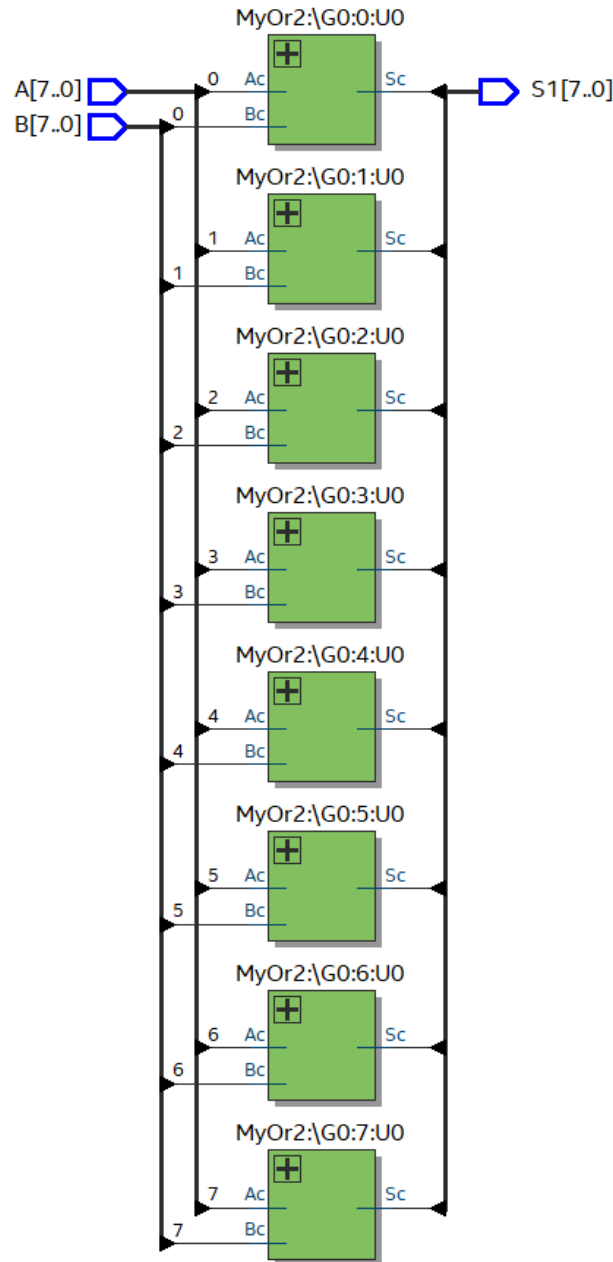 MyOr2:\G0:0:U0
A[7..0] 0 Ac Sc S1[7..0]
B[7..0] 0 Bc
MyOr2:\G0:1:U0
1 Ac Sc
1 Bc
MyOr2:\G0:2:U0
2 Ac Sc
2 Bc
MyOr2:\G0:3:U0
3 Ac Sc
3 Bc
MyOr2:\G0:4:U0
4 Ac Sc
4 Bc
MyOr2:\G0:5:U0
5 Ac Sc
5 Bc
MyOr2:\G0:6:U0
6 Ac Sc
6 Bc
MyOr2:\G0:7:U0
7 Ac Sc
7 Bc